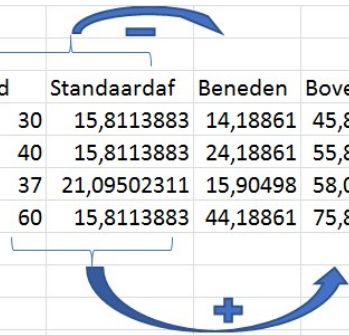 d Standaardaf Beneden Bove
30 15,8113883 14,18861 45,8
40 15,8113883 24,18861 55,8
37 21,09502311 15,90498 58,0
60 15,8113883 44,18861 75,8